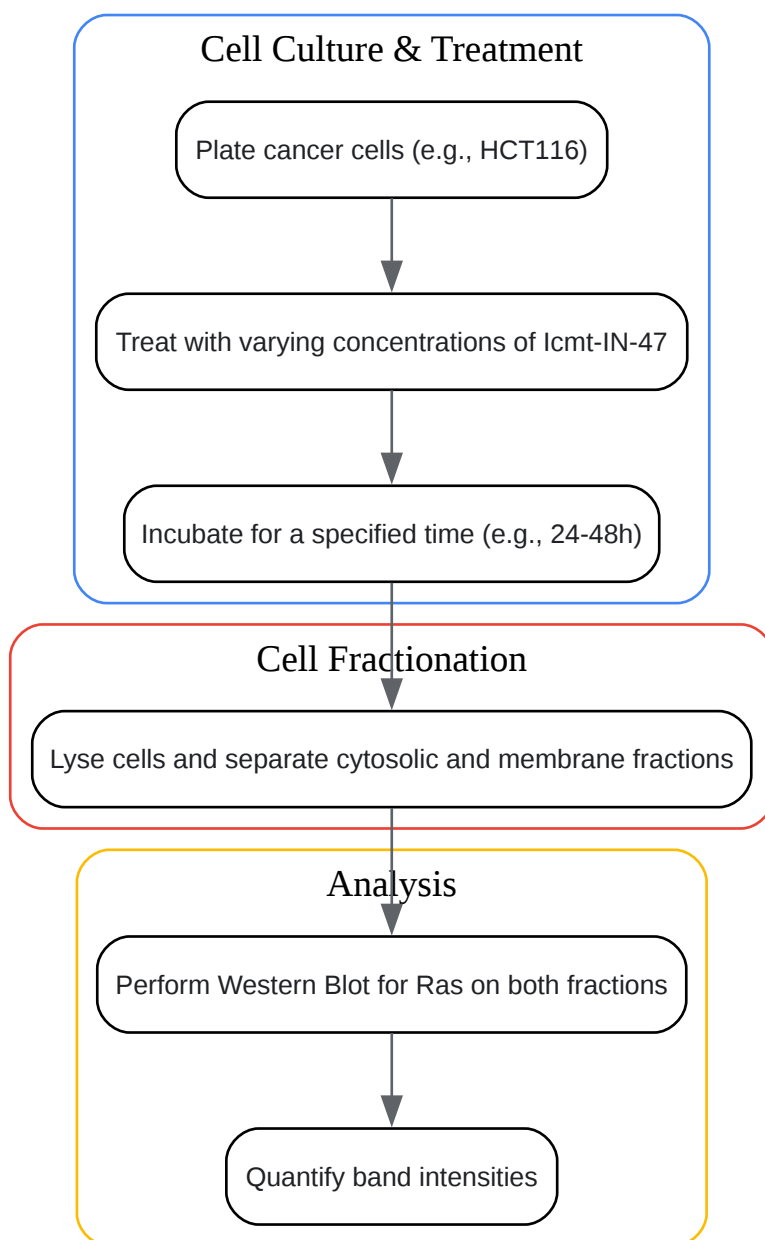 Cell Culture & Treatment
Plate cancer cells (e.g., HCT116)
Treat with varying concentrations of Icmt-IN-47
Incubate for a specified time (e.g., 24-48h)
Cell Fractionation
Lyse cells and separate cytosolic and membrane fractions
Analysis
Perform Western Blot for Ras on both fractions
Quantify band intensities